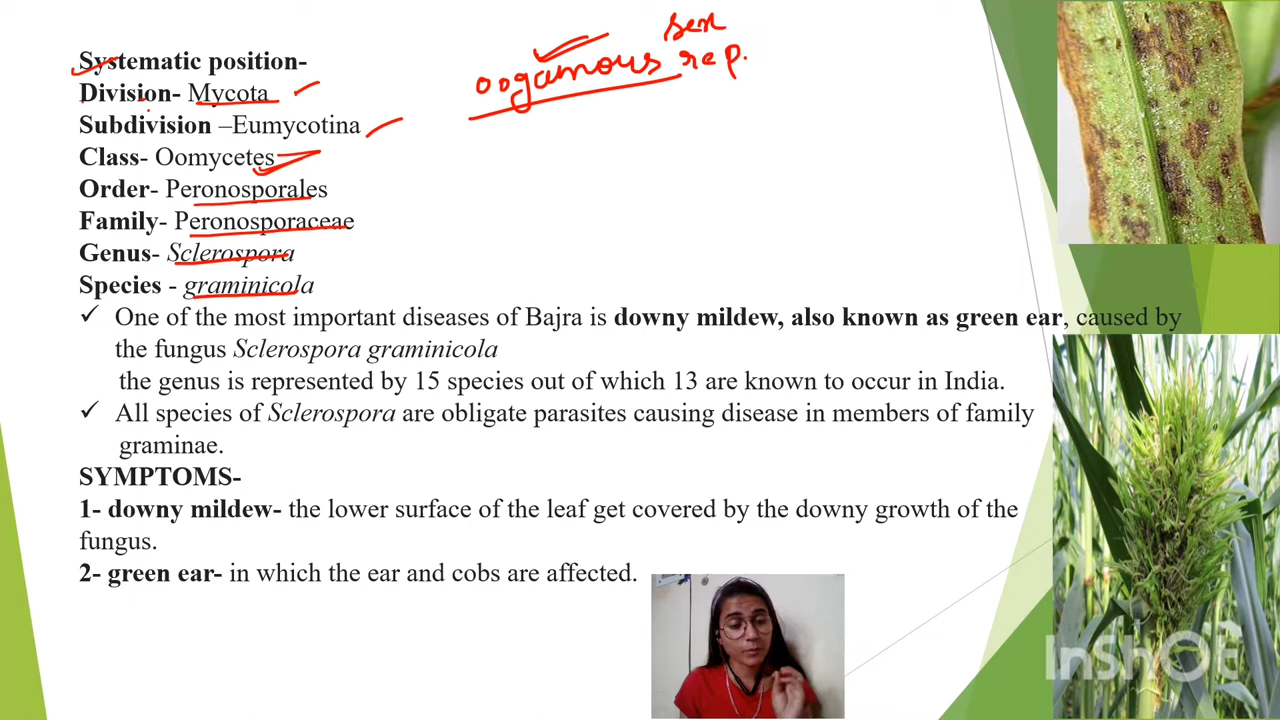 Systematic position-
sex
oogamous rep.
Division- Mycota
Subdivision –Eumycotina
Class- Oomycetes
Order- Peronosporales
Family- Peronosporaceae
Genus- Sclerospora
Species - graminicola
✓ One of the most important diseases of Bajra is downy mildew, also known as green ear, caused by
the fungus Sclerospora graminicola
the genus is represented by 15 species out of which 13 are known to occur in India.
✓ All species of Sclerospora are obligate parasites causing disease in members of family
graminae.
SYMPTOMS-
1- downy mildew- the lower surface of the leaf get covered by the downy growth of the
fungus.
2- green ear- in which the ear and cobs are affected.
InShOt